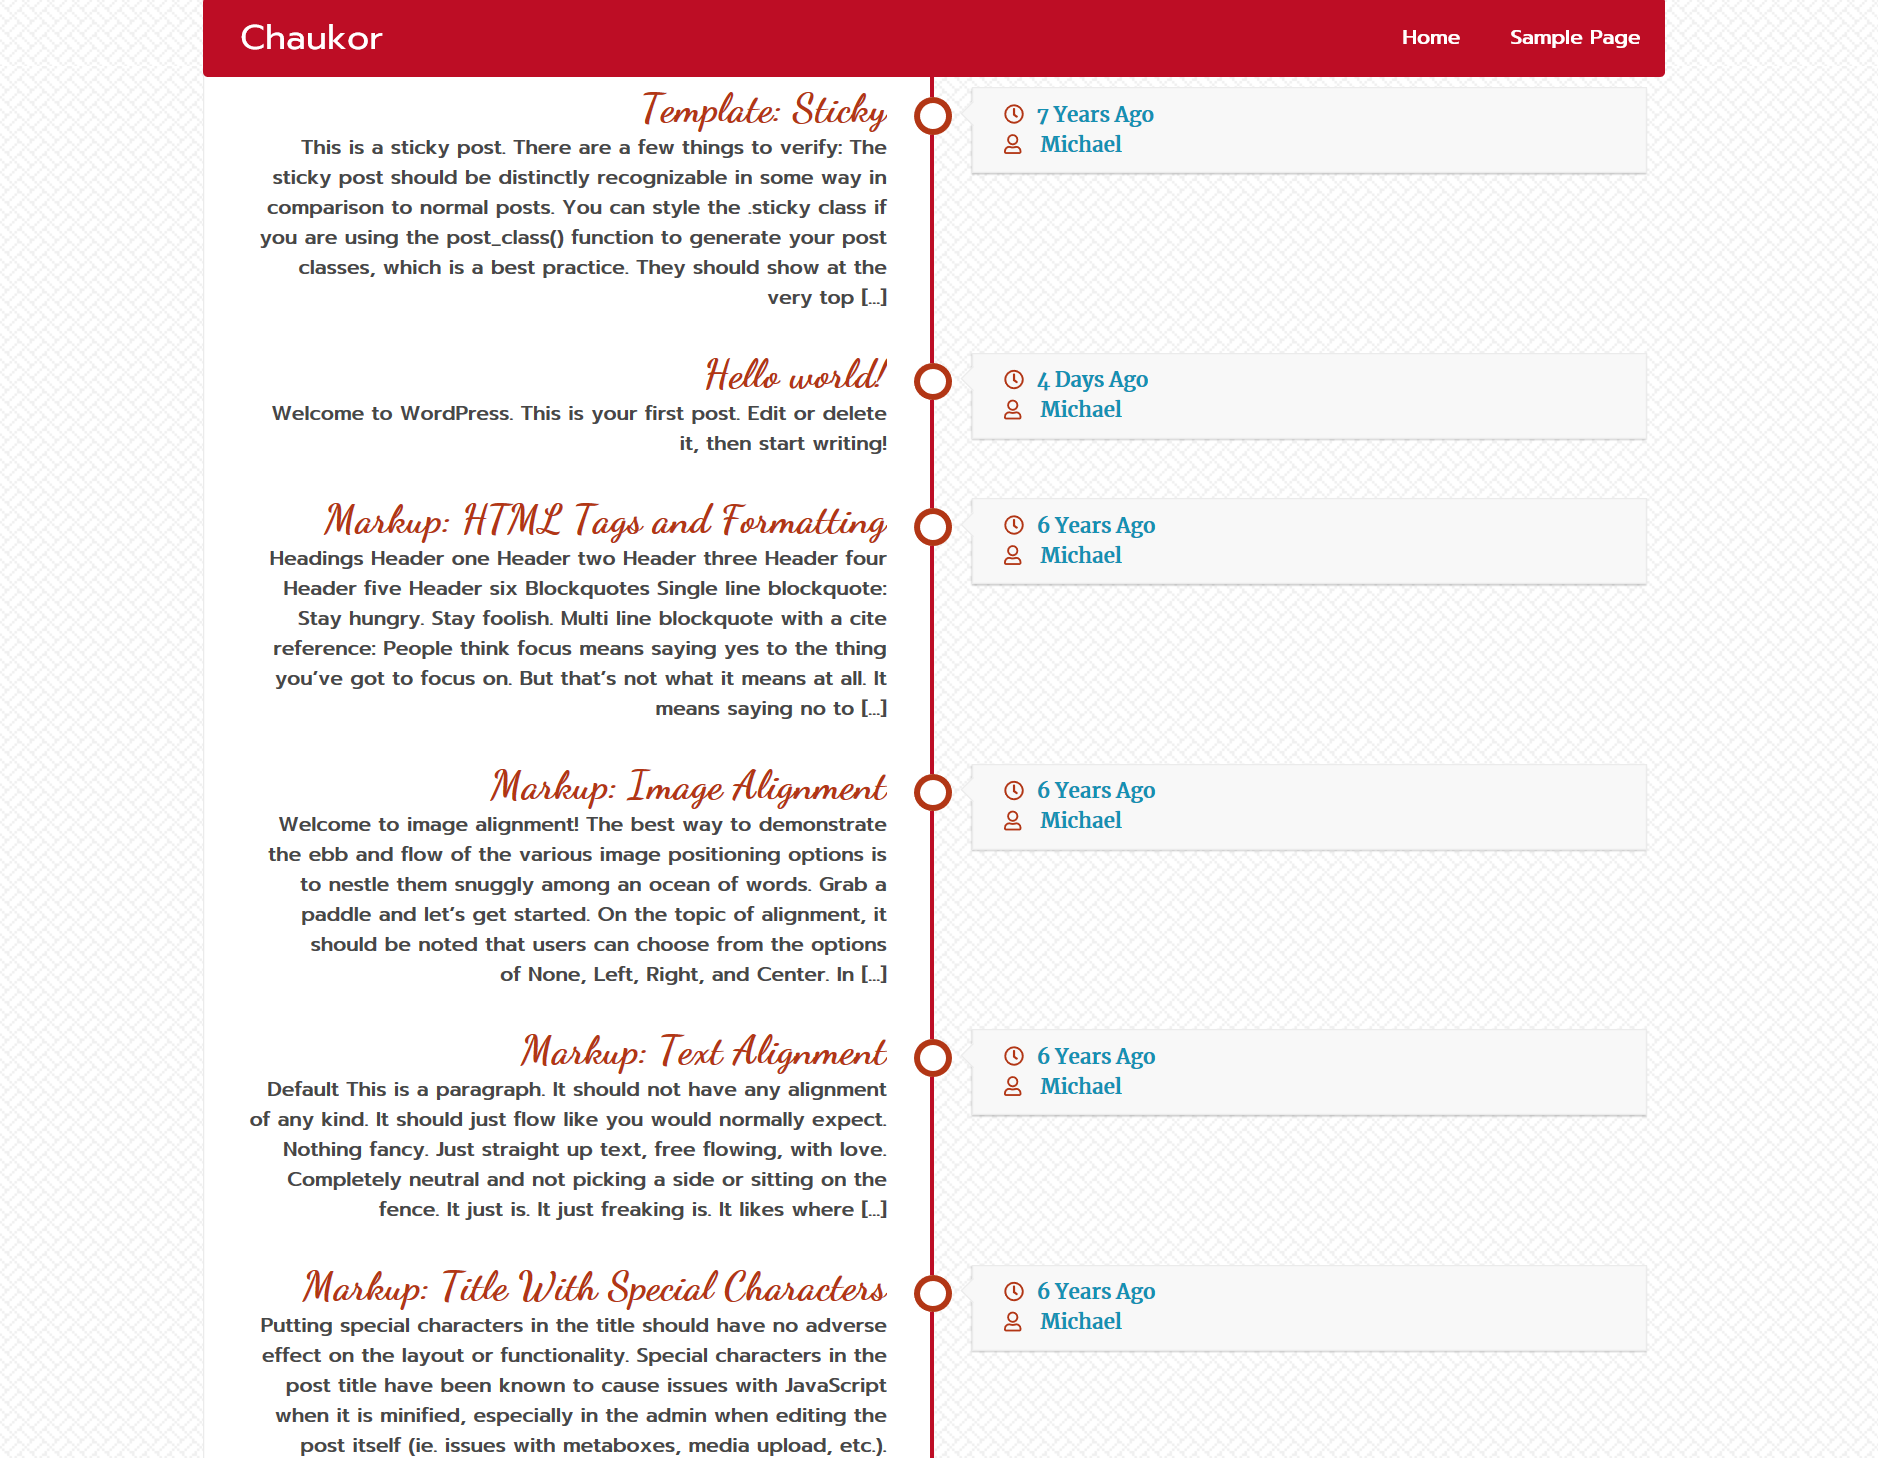 Chaukor
Home
Sample Page
Template: Sticky
This is a sticky post. There are a few things to verify: The
sticky post should be distinctly recognizable in some way in
comparison to normal posts. You can style the .sticky class if
you are using the post_class() function to generate your post
classes, which is a best practice. They should show at the
very top [...]
7 Years Ago
Michael
Hello world!
Welcome to WordPress. This is your first post. Edit or delete
it, then start writing!
4 Days Ago
Michael
Markup: HTML Tags and Formatting
Headings Header one Header two Header three Header four
Header five Header six Blockquotes Single line blockquote:
Stay hungry. Stay foolish. Multi line blockquote with a cite
reference: People think focus means saying yes to the thing
you’ve got to focus on. But that’s not what it means at all. It
means saying no to [...]
6 Years Ago
Michael
Markup: Image Alignment
Welcome to image alignment! The best way to demonstrate
the ebb and flow of the various image positioning options is
to nestle them snuggly among an ocean of words. Grab a
paddle and let’s get started. On the topic of alignment, it
should be noted that users can choose from the options
of None, Left, Right, and Center. In [...]
6 Years Ago
Michael
Markup: Text Alignment
Default This is a paragraph. It should not have any alignment
of any kind. It should just flow like you would normally expect.
Nothing fancy. Just straight up text, free flowing, with love.
Completely neutral and not picking a side or sitting on the
fence. It just is. It just freaking is. It likes where [...]
6 Years Ago
Michael
Markup: Title With Special Characters
Putting special characters in the title should have no adverse
effect on the layout or functionality. Special characters in the
post title have been known to cause issues with JavaScript
when it is minified, especially in the admin when editing the
post itself (ie. issues with metaboxes, media upload, etc.).
6 Years Ago
Michael